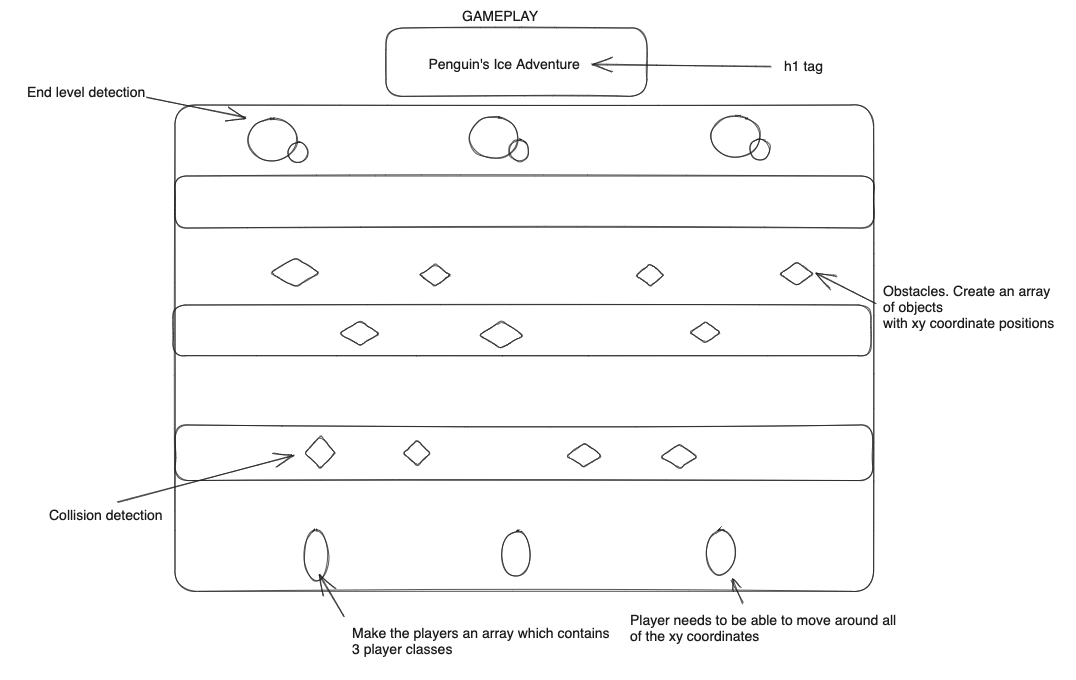 GAMEPLAY
Penguin's Ice Adventure
h1 tag
End level detection
Obstacles. Create an array
of objects
with xy coordinate positions
Collision detection
Make the players an array which contains
3 player classes
Player needs to be able to move around all
of the xy coordinates